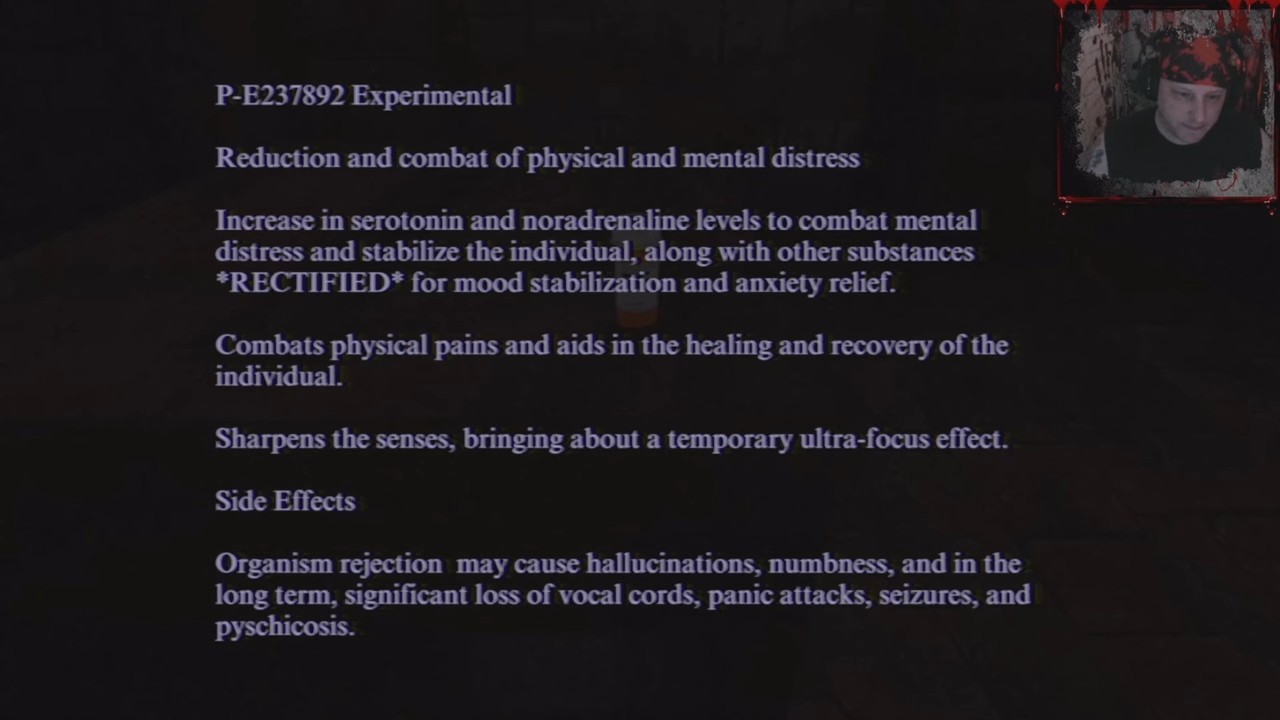 P-E237892 Experimental
Reduction and combat of physical and mental distress
Increase in serotonin and noradrenaline levels to combat mental
distress and stabilize the individual, along with other substances
*RECTIFIED* for mood stabilization and anxiety relief.
Combats physical pains and aids in the healing and recovery of the
individual.
Sharpens the senses, bringing about a temporary ultra-focus effect.
Side Effects
Organism rejection  may cause hallucinations, numbness, and in the
long term, significant loss of vocal cords, panic attacks, seizures, and
pyschicosis.